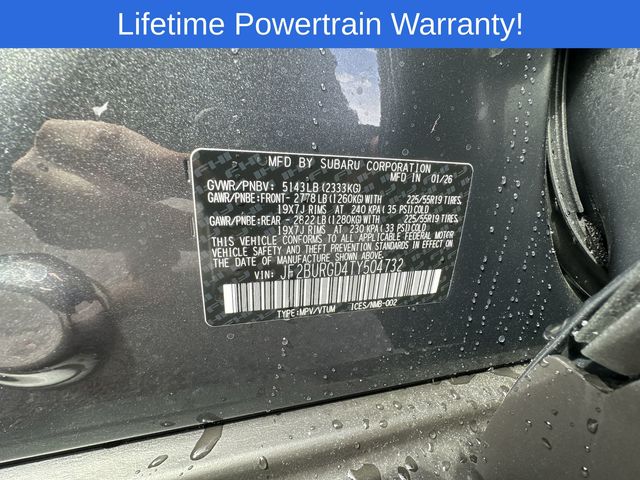 Lifetime Powertrain Warranty!
MFD BY SUBARU CORPORATION
MFD IN 01/26
GVWR/PNBV: 5143LB (2333KG)
GAWR/PNBE:FRONT- 2778LB (1260KG) WITH 225/55R19 TIRES,
19X7J RIMS AT 240 KPA (35 PSI) COLD
GAWR/PNBE:REAR - 2822LB (1280KG) WITH 225/55R19 TIRES,
19X7J RIMS AT 230 KPA (33 PSI) COLD
THIS VEHICLE CONFORMS TO ALL APPLICABLE FEDERAL MOTOR
VEHICLE SAFETY AND THEFT PREVENTION STANDARDS IN EFFECT ON
THE DATE OF MANUFACTURE SHOWN ABOVE.
VIN: JF2BURGD4TY504732
TYPE:MPV/VTUM ICES/NMB-002